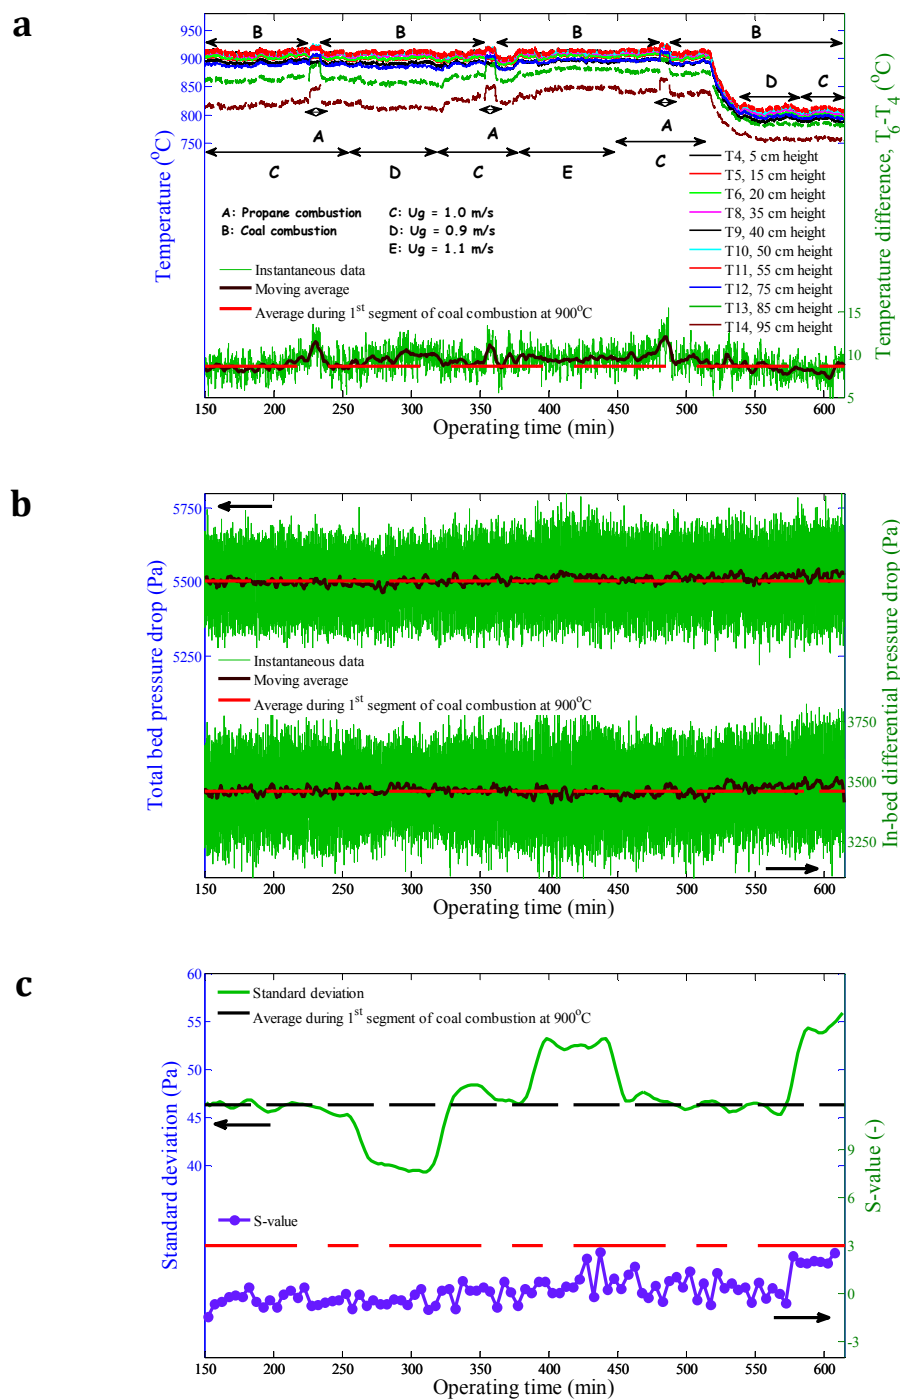 a
B B B B
950
900
850
800
750
D C
A A A
C D C E C
A: Propane combustion C: Ug = 1.0 m/s
B: Coal combustion D: Ug = 0.9 m/s
E: Ug = 1.1 m/s
Instantaneous data
Moving average
Average during 1st segment of coal combustion at 900°C
T4, 5 cm height
T5, 15 cm height
T6, 20 cm height
T8, 35 cm height
T9, 40 cm height
T10, 50 cm height
T11, 55 cm height
T12, 75 cm height
T13, 85 cm height
T14, 95 cm height
Temperature (°C)
Temperature difference, T6-T4 (°C)
15
10
5
150 200 250 300 350 400 450 500 550 600
Operating time (min)
b
5750
5500
5250
Total bed pressure drop (Pa)
Instantaneous data
Moving average
Average during 1st segment of coal combustion at 900°C
3750
3500
3250
In-bed differential pressure drop (Pa)
150 200 250 300 350 400 450 500 550 600
Operating time (min)
c
60
55
50
45
40
Standard deviation (Pa)
Standard deviation
Average during 1st segment of coal combustion at 900°C
S-value
9
6
3
0
-3
S-value (-)
150 200 250 300 350 400 450 500 550 600
Operating time (min)